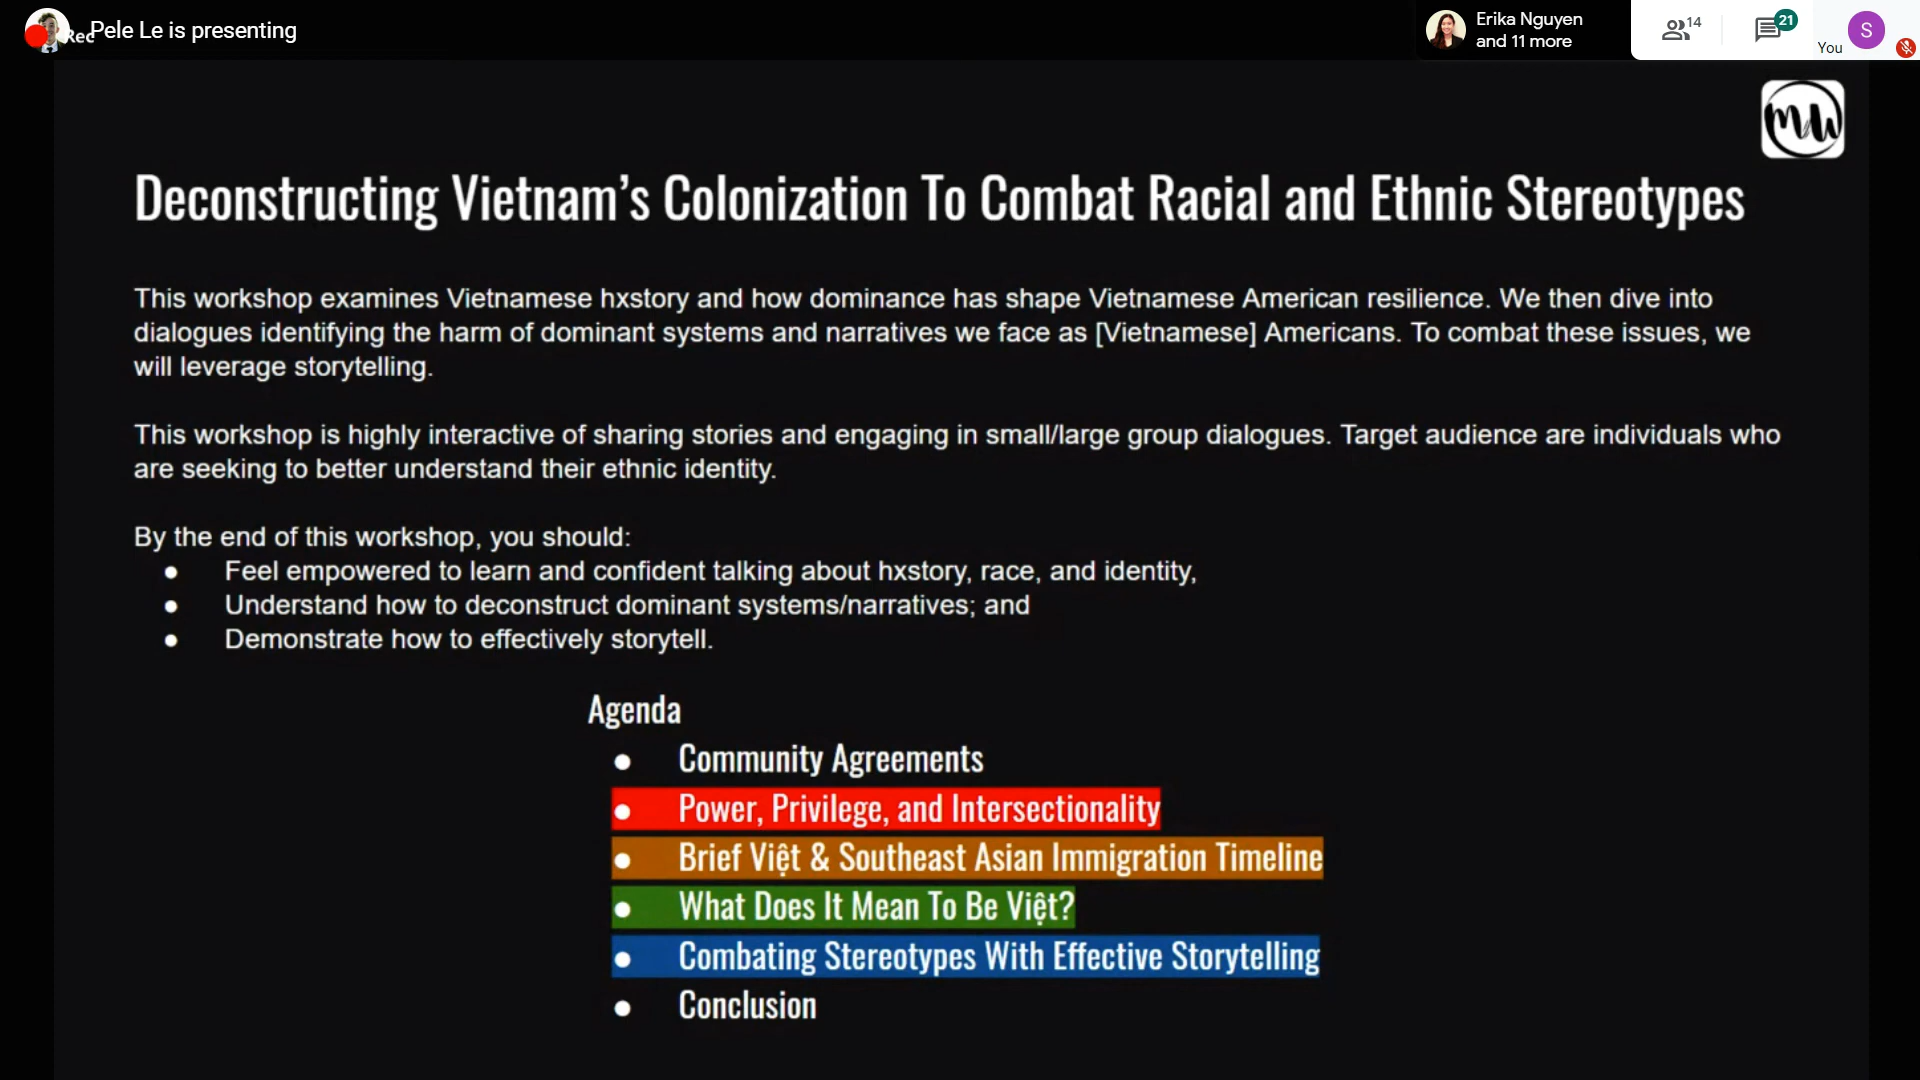 Rec
Pele Le is presenting
Erika Nguyen
and 11 more
14
21
You
S
MW
Deconstructing Vietnam’s Colonization To Combat Racial and Ethnic Stereotypes
This workshop examines Vietnamese hxstory and how dominance has shape Vietnamese American resilience. We then dive into
dialogues identifying the harm of dominant systems and narratives we face as [Vietnamese] Americans. To combat these issues, we
will leverage storytelling.
This workshop is highly interactive of sharing stories and engaging in small/large group dialogues. Target audience are individuals who
are seeking to better understand their ethnic identity.
By the end of this workshop, you should:
● Feel empowered to learn and confident talking about hxstory, race, and identity,
● Understand how to deconstruct dominant systems/narratives; and
● Demonstrate how to effectively storytell.
Agenda
● Community Agreements
● Power, Privilege, and Intersectionality
● Brief Việt & Southeast Asian Immigration Timeline
● What Does It Mean To Be Việt?
● Combating Stereotypes With Effective Storytelling
● Conclusion